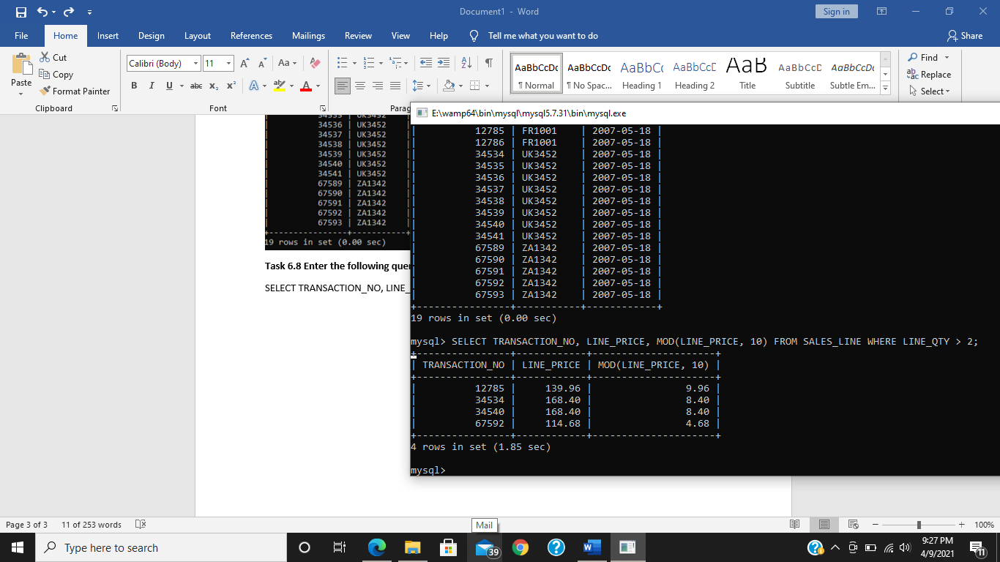 Document1 - Word
Sign in
File Home Insert Design Layout References Mailings Review View Help Tell me what you want to do Share
Paste
Cut
Copy
Format Painter
Clipboard
Calibri (Body) 11
Font
AaBbCcDc AaBbCcDc AaBbCc AaBbCcD AaB AaBbCcD AaBbCcDc
¶ Normal ¶ No Spac... Heading 1 Heading 2 Title Subtitle Subtle Em...
Find
Replace
Select
34535 | UK3452
34536 | UK3452
34537 | UK3452
34538 | UK3452
34539 | UK3452
34540 | UK3452
34541 | UK3452
67589 | ZA1342
67590 | ZA1342
67591 | ZA1342
67592 | ZA1342
67593 | ZA1342
19 rows in set (0.00 sec)
Task 6.8 Enter the following
SELECT TRANSACTION_NO, LINE_
E:\wamp64\bin\mysql\mysql5.7.31\bin\mysql.exe
| 12785 | FR1001 | 2007-05-18 |
| 12786 | FR1001 | 2007-05-18 |
| 34534 | UK3452 | 2007-05-18 |
| 34535 | UK3452 | 2007-05-18 |
| 34536 | UK3452 | 2007-05-18 |
| 34537 | UK3452 | 2007-05-18 |
| 34538 | UK3452 | 2007-05-18 |
| 34539 | UK3452 | 2007-05-18 |
| 34540 | UK3452 | 2007-05-18 |
| 34541 | UK3452 | 2007-05-18 |
| 67589 | ZA1342 | 2007-05-18 |
| 67590 | ZA1342 | 2007-05-18 |
| 67591 | ZA1342 | 2007-05-18 |
| 67592 | ZA1342 | 2007-05-18 |
| 67593 | ZA1342 | 2007-05-18 |
19 rows in set (0.00 sec)
mysql> SELECT TRANSACTION_NO, LINE_PRICE, MOD(LINE_PRICE, 10) FROM SALES_LINE WHERE LINE_QTY > 2;
| TRANSACTION_NO | LINE_PRICE | MOD(LINE_PRICE, 10) |
| 12785 | 139.96 | 9.96 |
| 34534 | 168.40 | 8.40 |
| 34540 | 168.40 | 8.40 |
| 67592 | 114.68 | 4.68 |
4 rows in set (1.85 sec)
mysql>
Page 3 of 3 11 of 253 words
100%
Mail
Type here to search
39
9:27 PM
4/9/2021
11